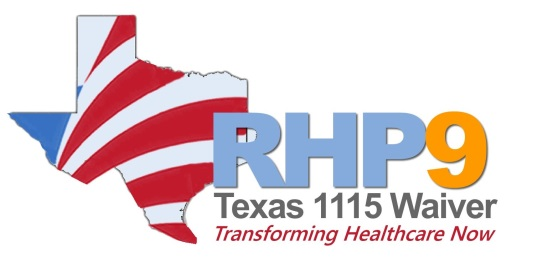 RHP9
Texas 1115 Waiver
Transforming Healthcare Now